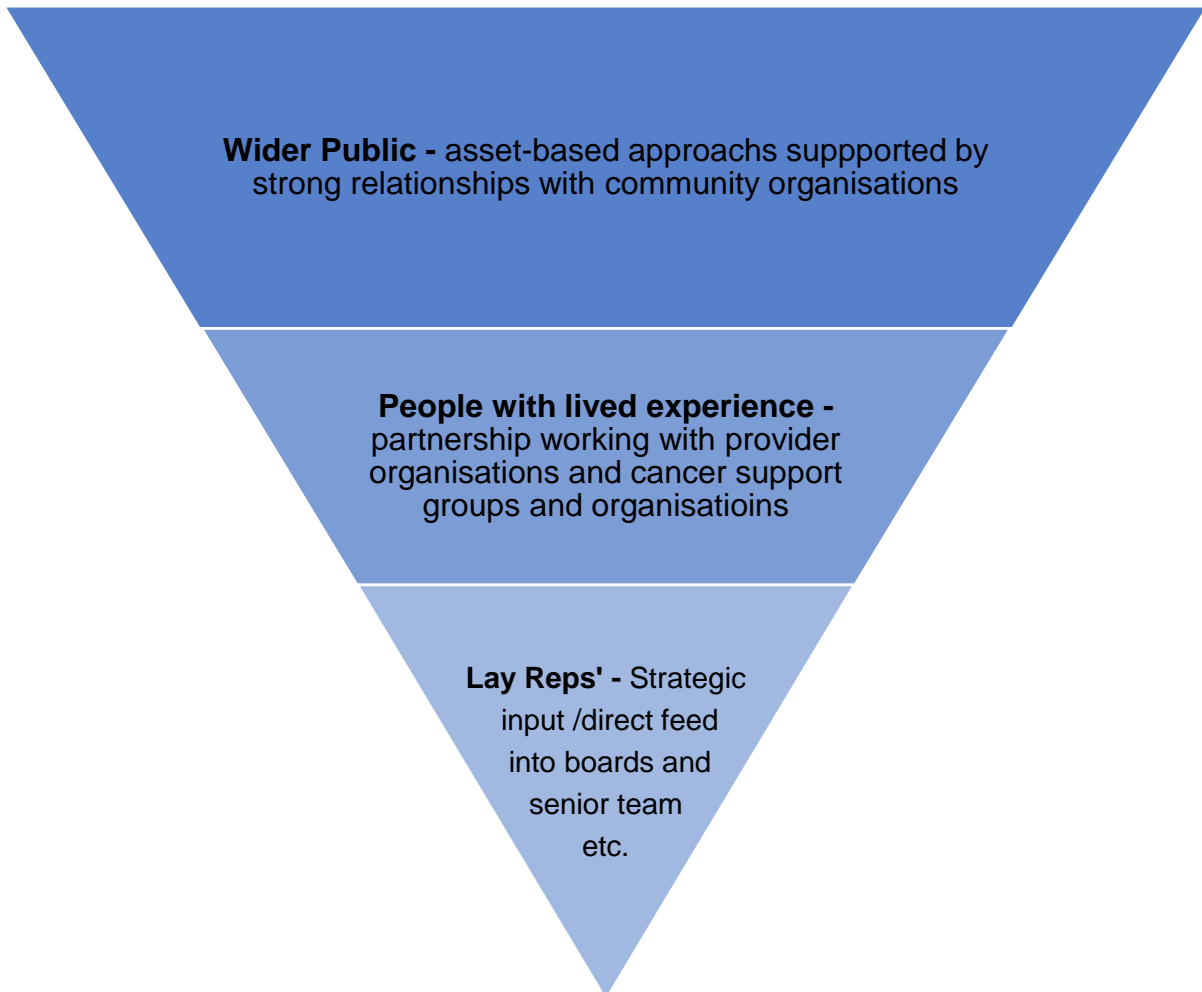 Wider Public - asset-based approachs suppported by
strong relationships with community organisations
People with lived experience -
partnership working with provider
organisations and cancer support
groups and organisatioins
Lay Reps' - Strategic
input /direct feed
into boards and
senior team
etc.